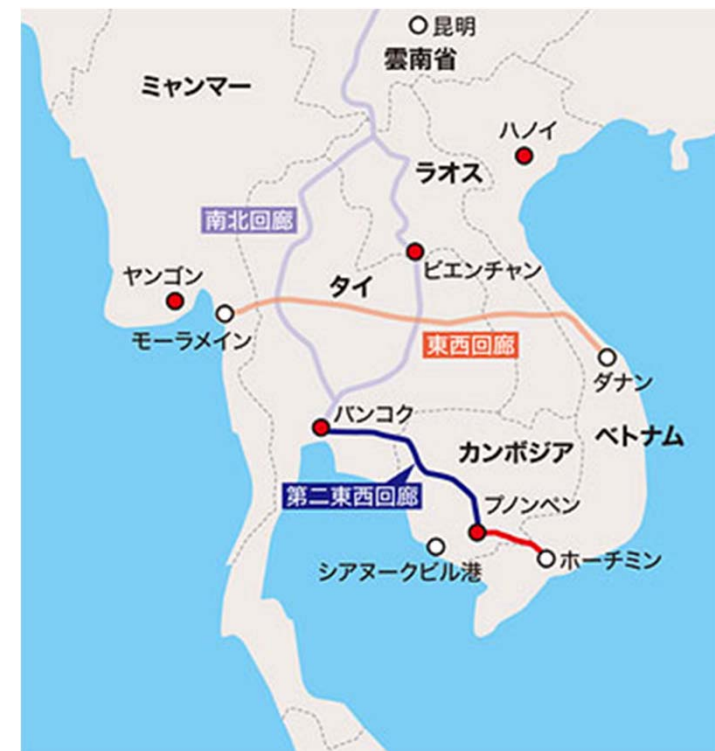 昆明
雲南省
ミャンマー
ハノイ
ラオス
南北回廊
ヤンゴン
ビエンチャン
タイ
モーラメイン
東西回廊
ダナン
バンコク
ベトナム
カンボジア
第二東西回廊
プノンペン
シアヌークビル港
ホーチミン